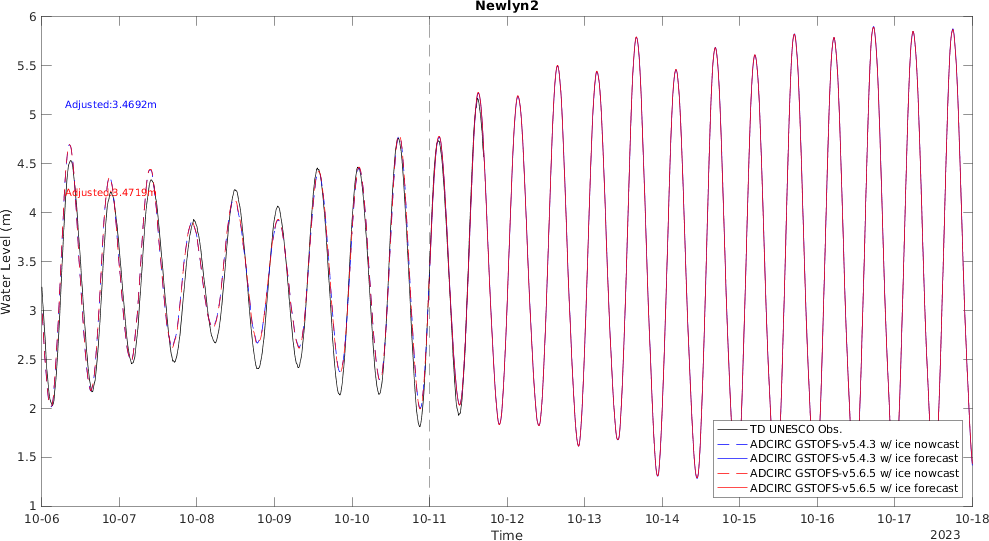 Newlyn2
6
5.5
5
4.5
4
3.5
3
2.5
2
1.5
1
Water Level (m)
Adjusted:3.4692m
Adjusted:3.4719m
TD UNESCO Obs.
ADCIRC GSTOFS-v5.4.3 w/ ice nowcast
ADCIRC GSTOFS-v5.4.3 w/ ice forecast
ADCIRC GSTOFS-v5.6.5 w/ ice nowcast
ADCIRC GSTOFS-v5.6.5 w/ ice forecast
10-06 10-07 10-08 10-09 10-10 10-11 10-12 10-13 10-14 10-15 10-16 10-17 10-18
Time
2023